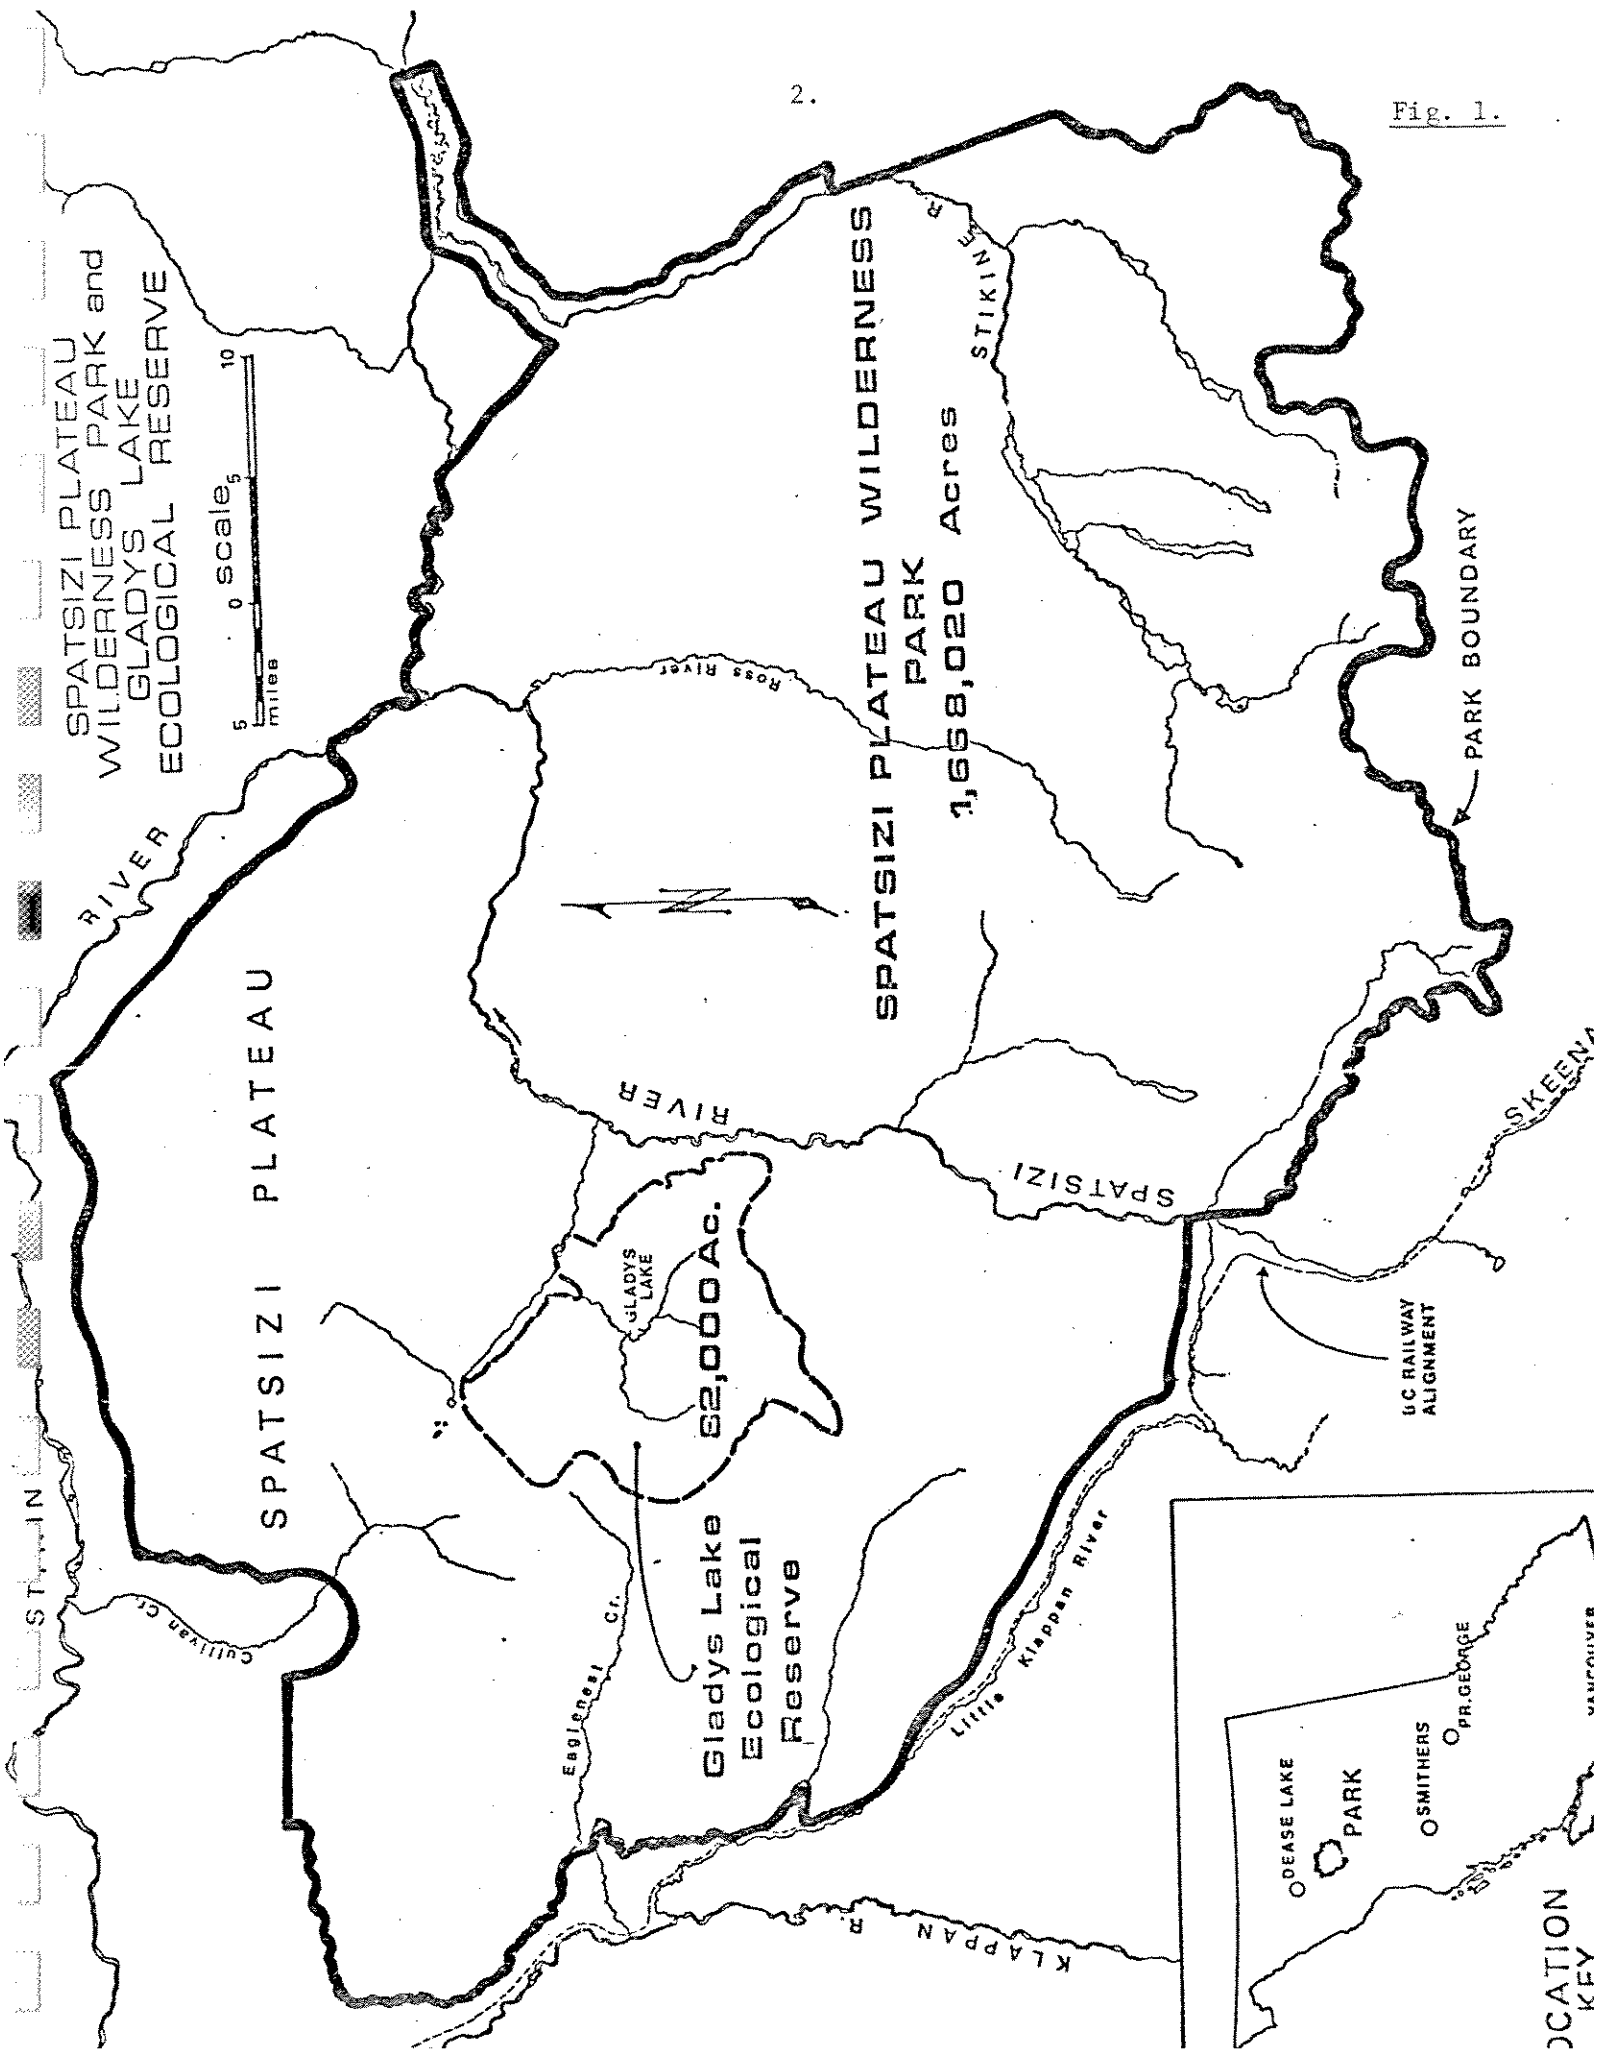 2.
Fig. 1.
SPATSIZI PLATEAU
WILDERNESS PARK and
GLADYS LAKE
ECOLOGICAL RESERVE
scale
5 0 5 10
miles
RIVER
SPATSIZI PLATEAU
STIKINE R
Ross River
SPATSIZI PLATEAU WILDERNESS
PARK
1,668,020 Acres
PARK BOUNDARY
SPATSIZI RIVER
GLADYS
LAKE
62,000 Ac.
Gladys Lake
Ecological
Reserve
Cullivan Cr
Eaglenest Cr.
Little Klappan River
KLAPPAN R.
SKEENA
BC RAILWAY
ALIGNMENT
DEASE LAKE
PARK
SMITHERS
PR.GEORGE
VANCOUVER
OCATION
KEY